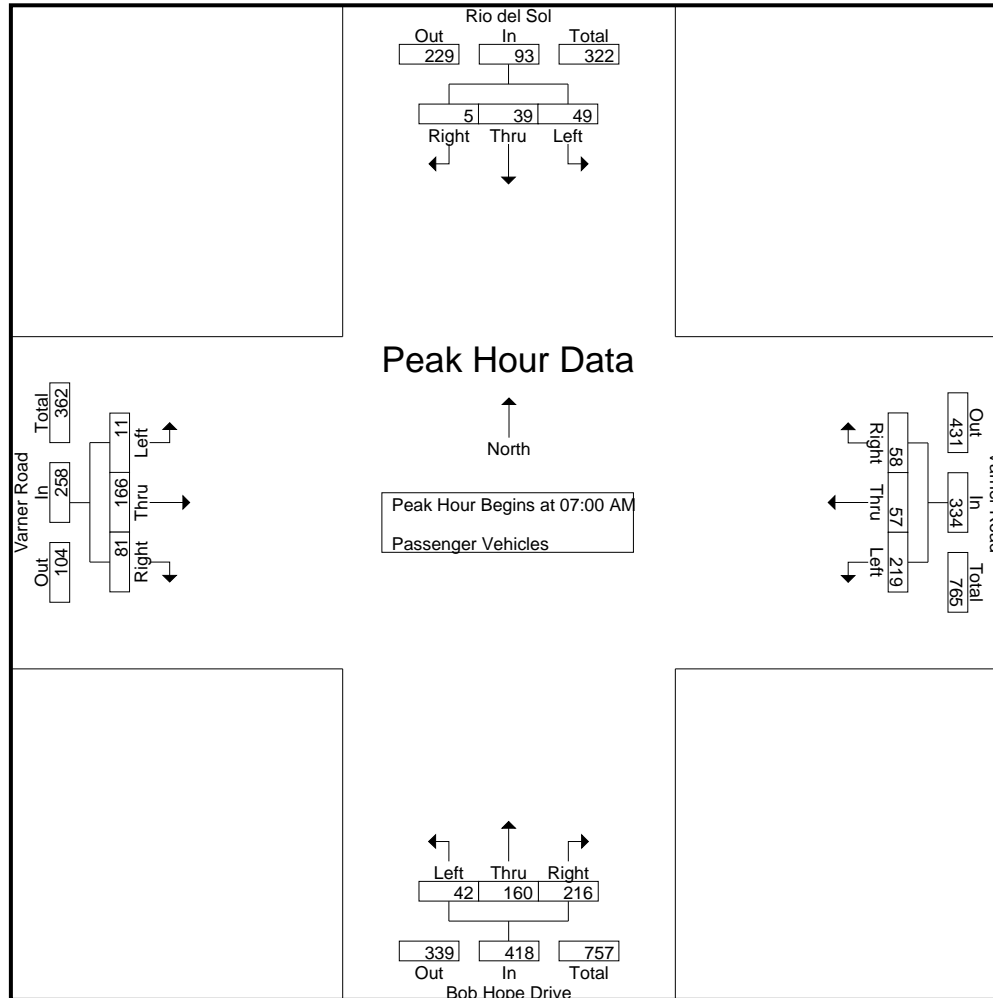 Rio del Sol
Out In Total
229 93 322
5 39 49
Right Thru Left
Peak Hour Data
North
Peak Hour Begins at 07:00 AM
Passenger Vehicles
Varner Road
Total In Out
362 258 104
11 166 81
Left Thru Right
Varner Road
Out In Total
431 334 765
58 57 219
Right Thru Left
Left Thru Right
42 160 216
339 418 757
Out In Total
Bob Hope Drive